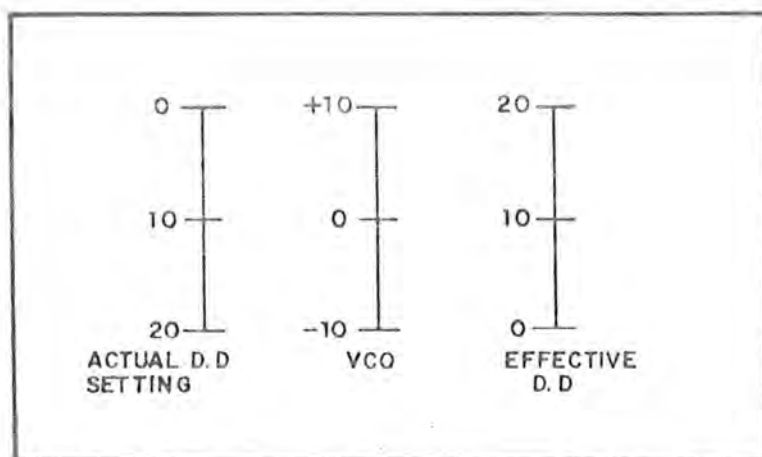 0 +10 20
10 0 10
20 -10 0
ACTUAL D.D VCO EFFECTIVE
SETTING D.D